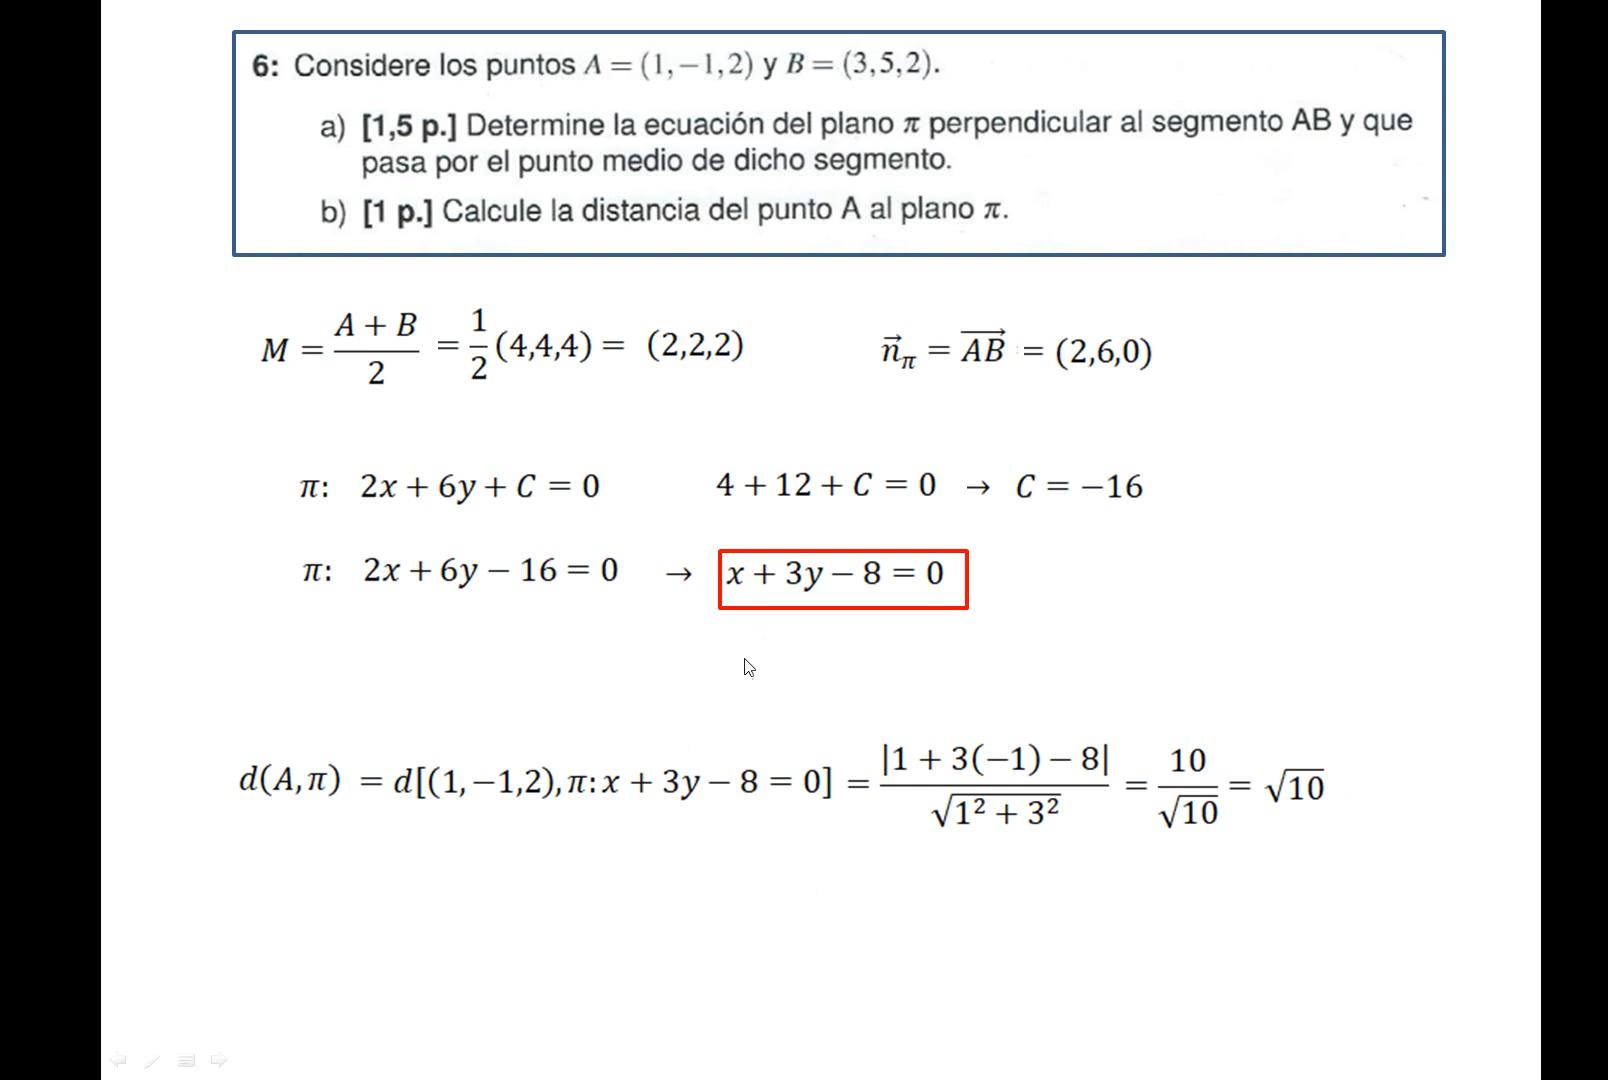 6: Considere los puntos A = (1,−1,2) y B = (3,5,2).
a) [1,5 p.] Determine la ecuación del plano π perpendicular al segmento AB y que
pasa por el punto medio de dicho segmento.
b) [1 p.] Calcule la distancia del punto A al plano π.
M = (A + B)/2 = 1/2 (4,4,4) = (2,2,2) n⃗_π = AB⃗ = (2,6,0)
π: 2x + 6y + C = 0 4 + 12 + C = 0 → C = −16
π: 2x + 6y − 16 = 0 → x + 3y − 8 = 0
d(A,π) = d[(1,−1,2),π:x + 3y − 8 = 0] = |1 + 3(−1) − 8|/√(1² + 3²) = 10/√10 = √10